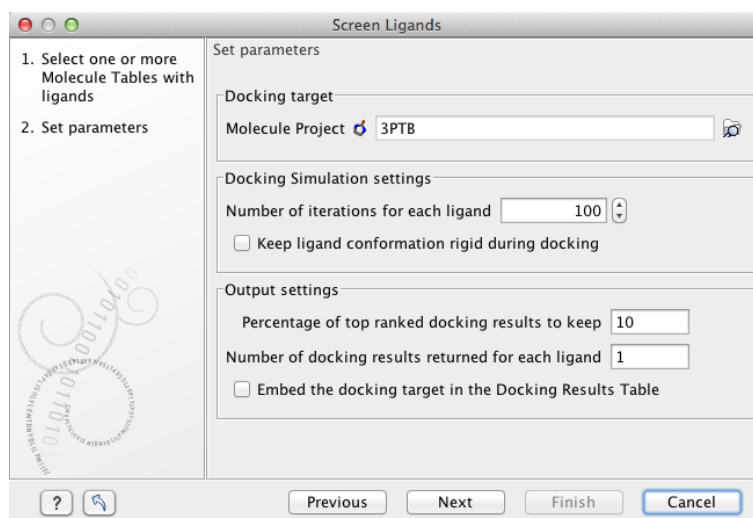 Screen Ligands
1. Select one or more
Molecule Tables with
ligands
2. Set parameters
Set parameters
Docking target
Molecule Project 3PTB
Docking Simulation settings
Number of iterations for each ligand 100
Keep ligand conformation rigid during docking
Output settings
Percentage of top ranked docking results to keep 10
Number of docking results returned for each ligand 1
Embed the docking target in the Docking Results Table
? Previous Next Finish Cancel